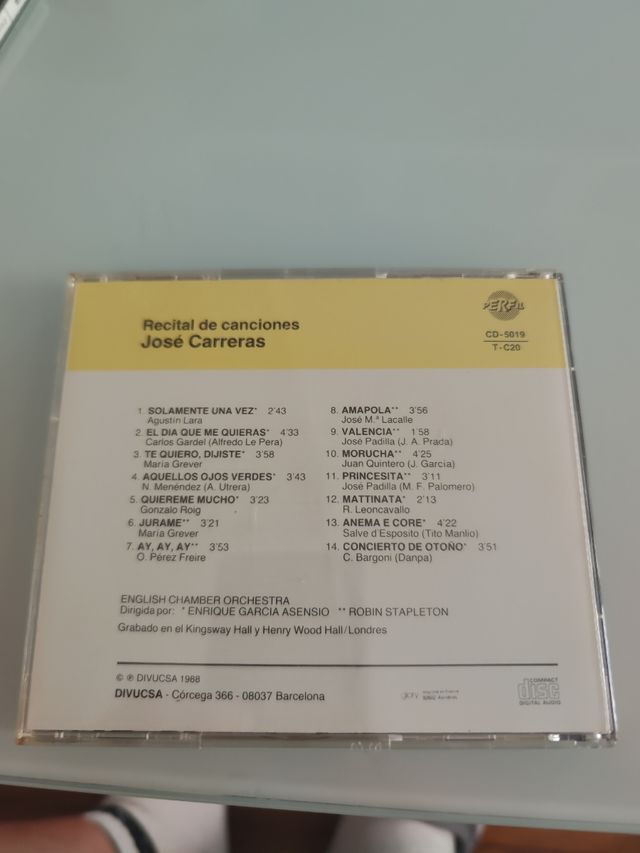 PERFIL
Recital de canciones
José Carreras
CD-5019
T-C20
1. SOLAMENTE UNA VEZ* 2'43
Agustín Lara
2. EL DIA QUE ME QUIERAS* 4'33
Carlos Gardel (Alfredo Le Pera)
3. TE QUIERO, DIJISTE* 3'58
María Grever
4. AQUELLOS OJOS VERDES* 3'43
N. Menéndez (A. Utrera)
5. QUIEREME MUCHO* 3'23
Gonzalo Roig
6. JURAME** 3'21
María Grever
7. AY, AY, AY** 3'53
O. Pérez Freire
8. AMAPOLA** 3'56
José M.ª Lacalle
9. VALENCIA** 1'58
José Padilla (J. A. Prada)
10. MORUCHA** 4'25
Juan Quintero (J. García)
11. PRINCESITA** 3'11
José Padilla (M. F. Palomero)
12. MATTINATA* 2'13
R. Leoncavallo
13. ANEMA E CORE* 4'22
Salve d'Esposito (Tito Manlio)
14. CONCIERTO DE OTOÑO* 3'51
C. Bargoni (Danpa)
ENGLISH CHAMBER ORCHESTRA
Dirigida por: * ENRIQUE GARCIA ASENSIO ** ROBIN STAPLETON
Grabado en el Kingsway Hall y Henry Wood Hall/Londres
© ℗ DIVUCSA 1988
DIVUCSA - Córcega 366 - 08037 Barcelona
glory
COMPACT
disc
DIGITAL AUDIO